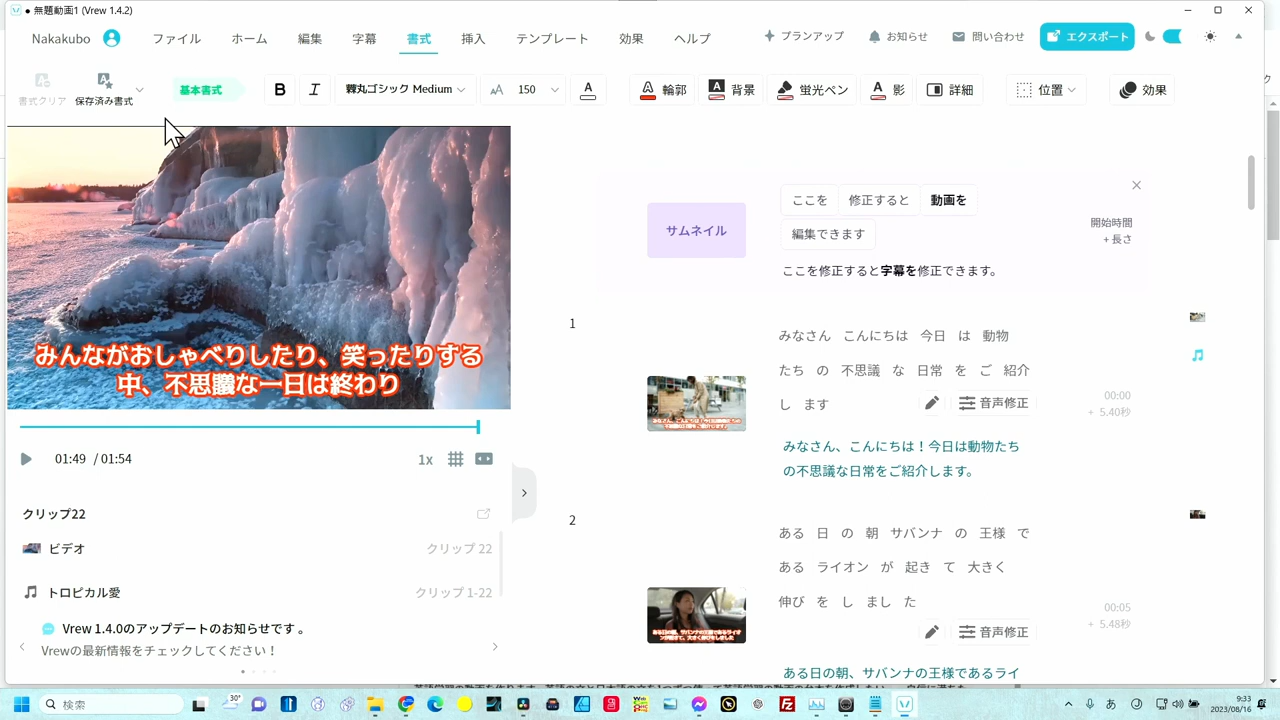 ● 無題動画1 (Vrew 1.4.2)
Nakakubo ファイル ホーム 編集 字幕 書式 挿入 テンプレート 効果 ヘルプ プランアップ お知らせ 問い合わせ エクスポート
書式クリア 保存済み書式 基本書式 B I 鞸丸ゴシック Medium 150 A 輪郭 背景 蛍光ペン 影 詳細 位置 効果
みんながおしゃべりしたり、笑ったりする
中、不思議な一日は終わり
01:49 / 01:54 1x
クリップ22
ビデオ クリップ 22
トロピカル愛 クリップ 1-22
Vrew 1.4.0のアップデートのお知らせです 。
Vrewの最新情報をチェックしてください！
サムネイル
ここを 修正すると 動画を
編集できます
ここを修正すると字幕を修正できます。
開始時間
+ 長さ
1
みなさん こんにちは 今日 は 動物
たち の 不思議 な 日常 を ご 紹介
し ます 音声修正
00:00
+ 5.40秒
みなさん、こんにちは！今日は動物たち
の不思議な日常をご紹介します。
2
ある 日 の 朝 サバンナ の 王様 で
ある ライオン が 起き て 大きく
伸び を し まし た 音声修正
00:05
+ 5.48秒
ある日の朝、サバンナの王様であるライ
検索 30° あ 9:33
2023/08/16